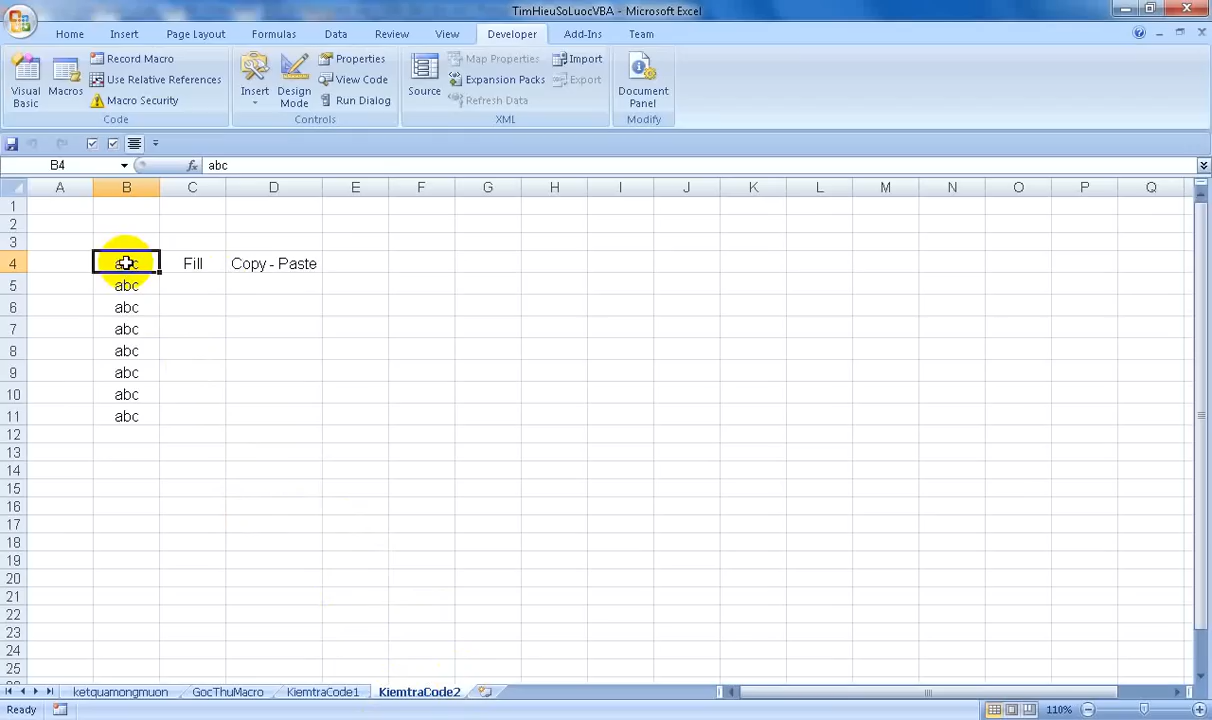 TimHieuSoLuocVBA - Microsoft Excel
Home Insert Page Layout Formulas Data Review View Developer Add-Ins Team
Visual Basic
Macros
Record Macro
Use Relative References
Macro Security
Code
Insert
Design Mode
Properties
View Code
Run Dialog
Controls
Source
Map Properties
Expansion Packs
Refresh Data
Import
Export
XML
Document Panel
Modify
B4 fx abc
A B C D E F G H I J K L M N O P Q
1
2
3
4 abc Fill Copy - Paste
5 abc
6 abc
7 abc
8 abc
9 abc
10 abc
11 abc
12
13
14
15
16
17
18
19
20
21
22
23
24
25
ketquamongmuon GocThuMacro KiemtraCode1 KiemtraCode2
Ready 110%